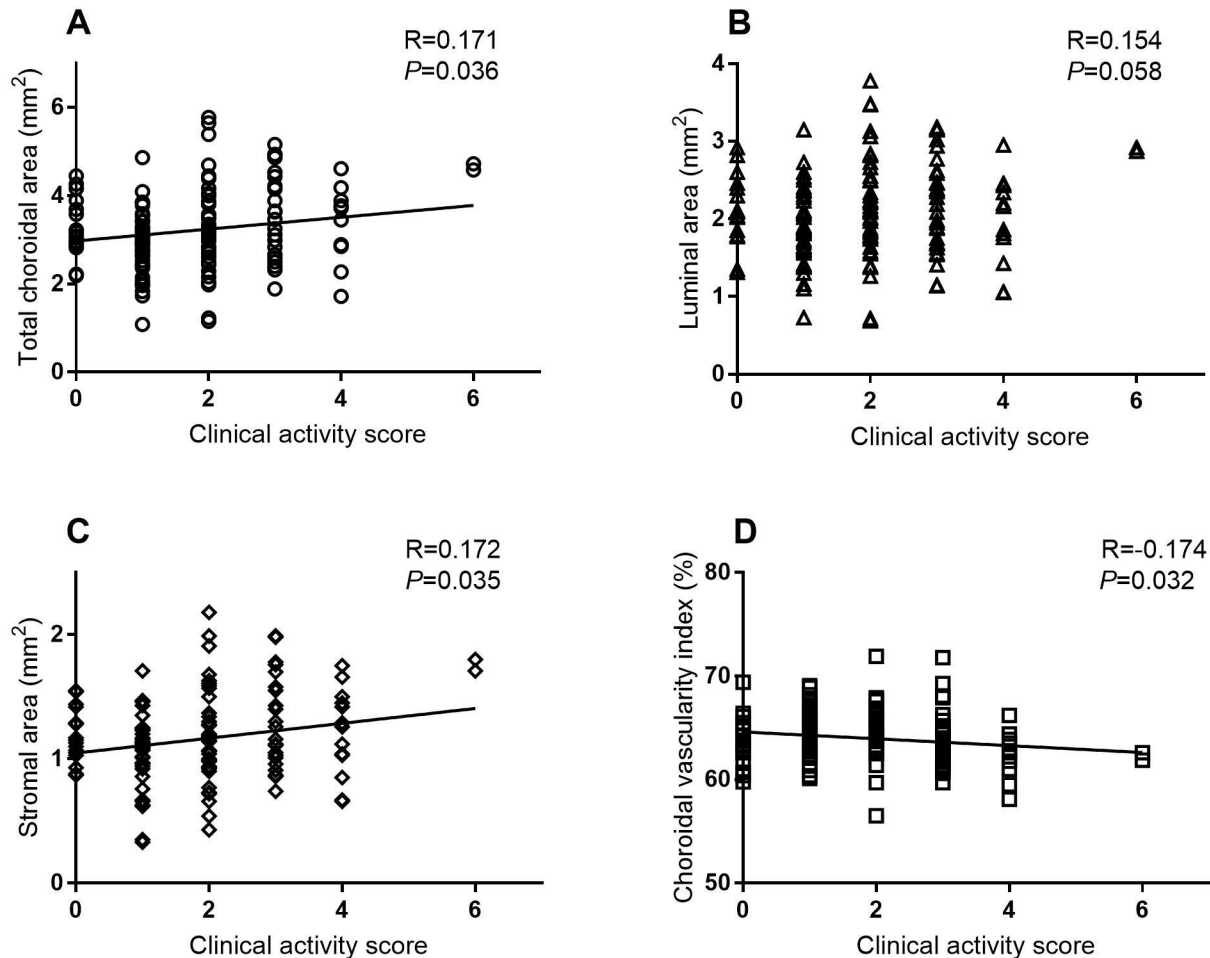 A
R=0.171
P=0.036
Total choroidal area (mm²)
6
4
2
0
0 2 4 6
Clinical activity score
B
R=0.154
P=0.058
Luminal area (mm²)
4
3
2
1
0
0 2 4 6
Clinical activity score
C
R=0.172
P=0.035
Stromal area (mm²)
2
1
0
0 2 4 6
Clinical activity score
D
R=-0.174
P=0.032
Choroidal vascularity index (%)
80
70
60
50
0 2 4 6
Clinical activity score